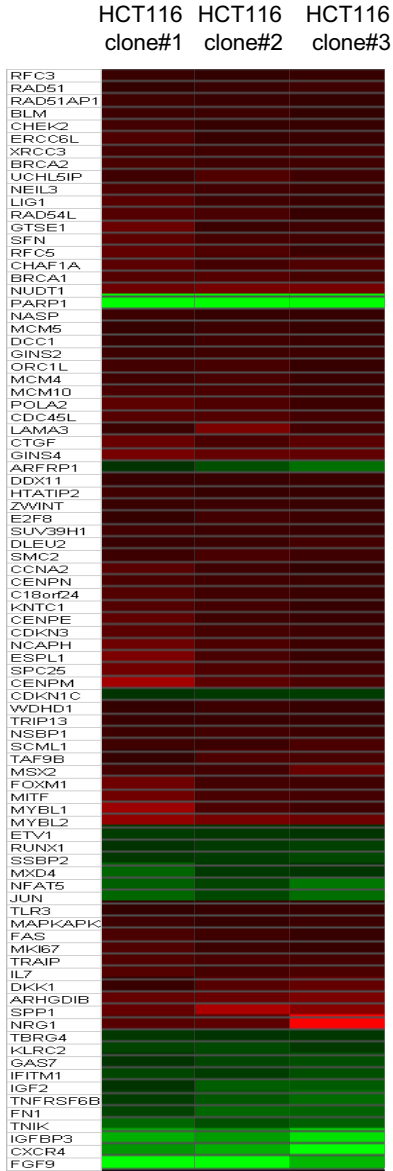 HCT116 HCT116 HCT116
clone#1 clone#2 clone#3
RFC3
RAD51
RAD51AP1
BLM
CHEK2
ERCC6L
XRCC3
BRCA2
UCHL5IP
NEIL3
LIG1
RAD54L
GTSE1
SFN
RFC5
CHAF1A
BRCA1
NUDT1
PARP1
NASP
MCM5
DCC1
GINS2
ORC1L
MCM4
MCM10
POLA2
CDC45L
LAMA3
CTGF
GINS4
ARFRP1
DDX11
HTATIP2
ZWINT
E2F8
SUV39H1
DLEU2
SMC2
CCNA2
CENPN
C18orf24
KNTC1
CENPE
CDKN3
NCAPH
ESPL1
SPC25
CENPM
CDKN1C
WDHD1
TRIP13
NSBP1
SCML1
TAF9B
MSX2
FOXM1
MITF
MYBL1
MYBL2
ETV1
RUNX1
SSBP2
MXD4
NFAT5
JUN
TLR3
MAPKAPK
FAS
MKI67
TRAIP
IL7
DKK1
ARHGDIB
SPP1
NRG1
TBRG4
KLRC2
GAS7
IFITM1
IGF2
TNFRSF6B
FN1
TNIK
IGFBP3
CXCR4
FGF9